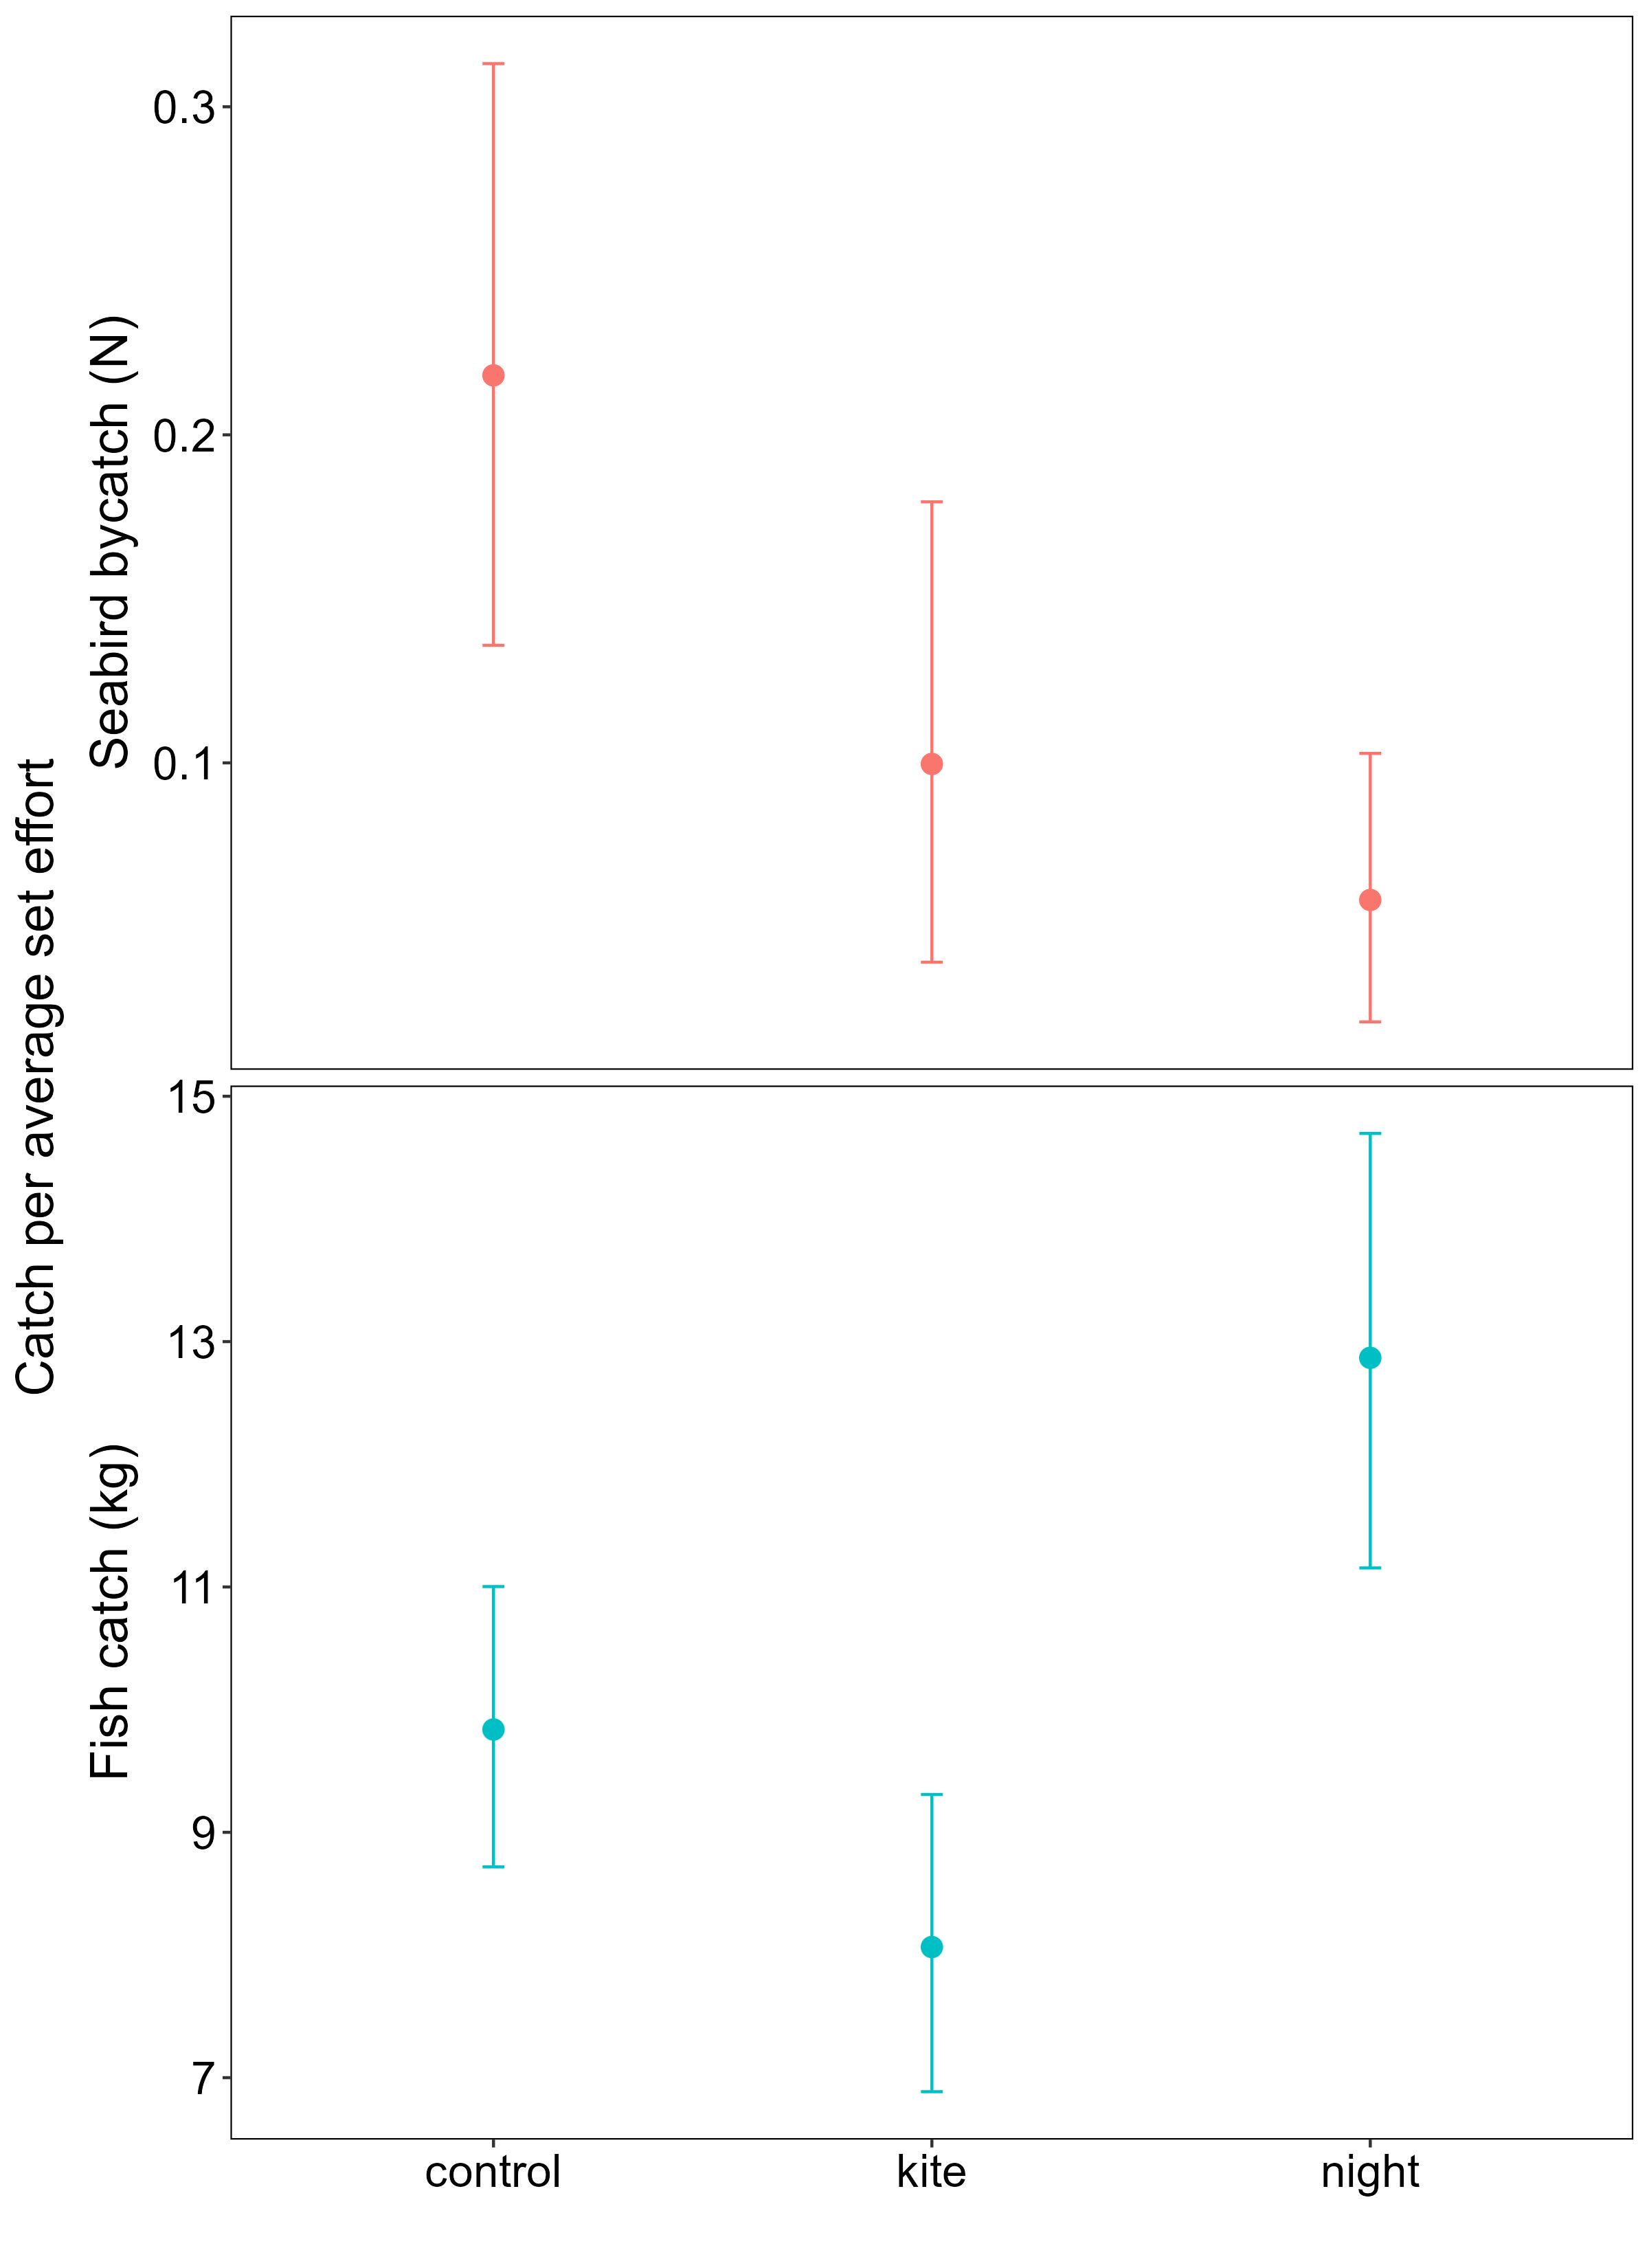 Catch per average set effort
Seabird bycatch (N)
0.3
0.2
0.1
Fish catch (kg)
15
13
11
9
7
control
kite
night